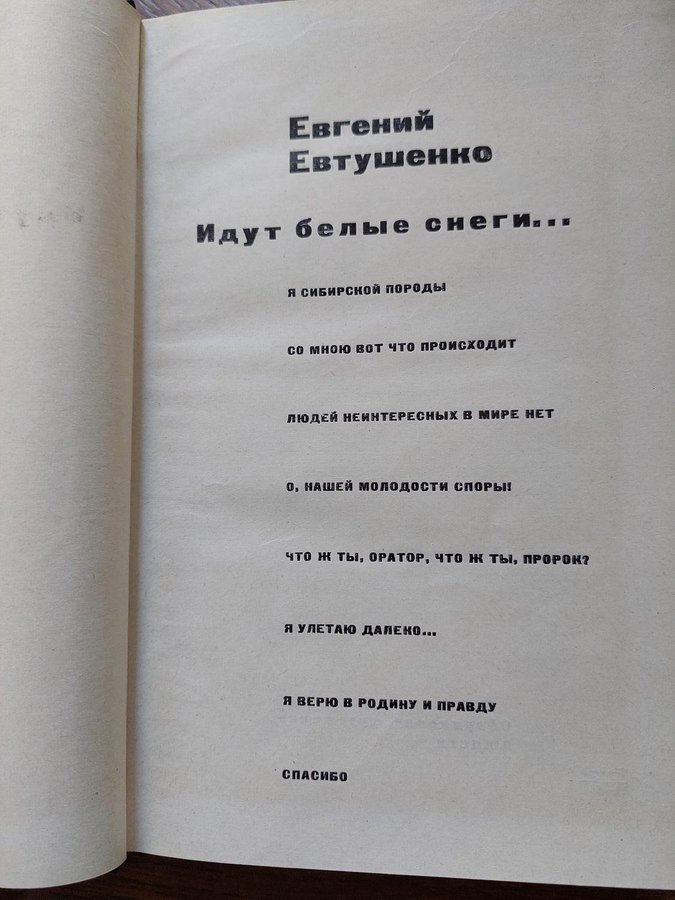 Евгений
Евтушенко
Идут белые снеги...
Я СИБИРСКОЙ ПОРОДЫ
СО МНОЮ ВОТ ЧТО ПРОИСХОДИТ
ЛЮДЕЙ НЕИНТЕРЕСНЫХ В МИРЕ НЕТ
О, НАШЕЙ МОЛОДОСТИ СПОРЫ!
ЧТО Ж ТЫ, ОРАТОР, ЧТО Ж ТЫ, ПРОРОК?
Я УЛЕТАЮ ДАЛЕКО...
Я ВЕРЮ В РОДИНУ И ПРАВДУ
СПАСИБО